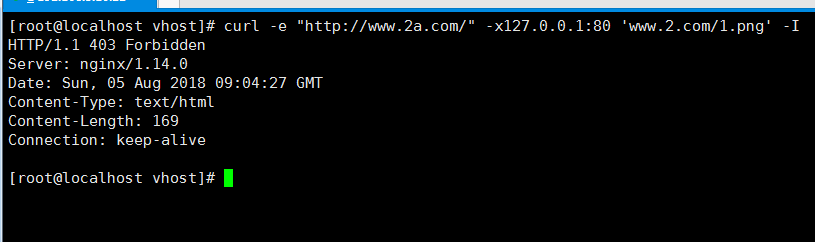 [root@localhost vhost]# curl -e "http://www.2a.com/" -x127.0.0.1:80 'www.2.com/1.png' -I
HTTP/1.1 403 Forbidden
Server: nginx/1.14.0
Date: Sun, 05 Aug 2018 09:04:27 GMT
Content-Type: text/html
Content-Length: 169
Connection: keep-alive
[root@localhost vhost]#